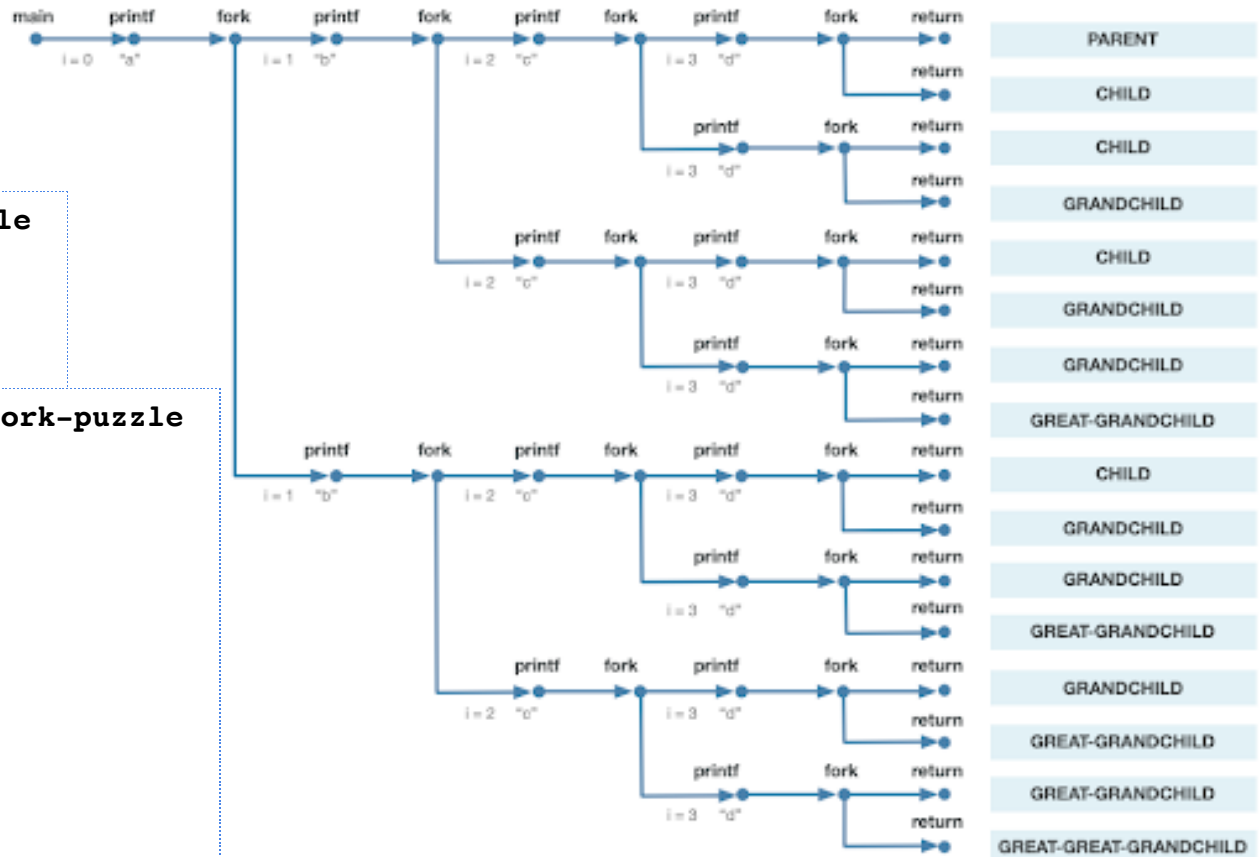 main printf fork printf fork printf fork printf fork return
PARENT
i = 0 "a" i = 1 "b" i = 2 "c" i = 3 "d"
return
CHILD
printf fork return
CHILD
i = 3 "d"
return
GRANDCHILD
le
printf fork printf fork return
CHILD
i = 2 "c" i = 3 "d"
return
GRANDCHILD
printf fork return
GRANDCHILD
i = 3 "d"
return
ork-puzzle
GREAT-GRANDCHILD
printf fork printf fork printf fork return
CHILD
i = 1 "b" i = 2 "c" i = 3 "d"
return
GRANDCHILD
printf fork return
GRANDCHILD
i = 3 "d"
return
GREAT-GRANDCHILD
printf fork printf fork return
GRANDCHILD
i = 2 "c" i = 3 "d"
return
GREAT-GRANDCHILD
printf fork return
GREAT-GRANDCHILD
i = 3 "d"
return
GREAT-GREAT-GRANDCHILD